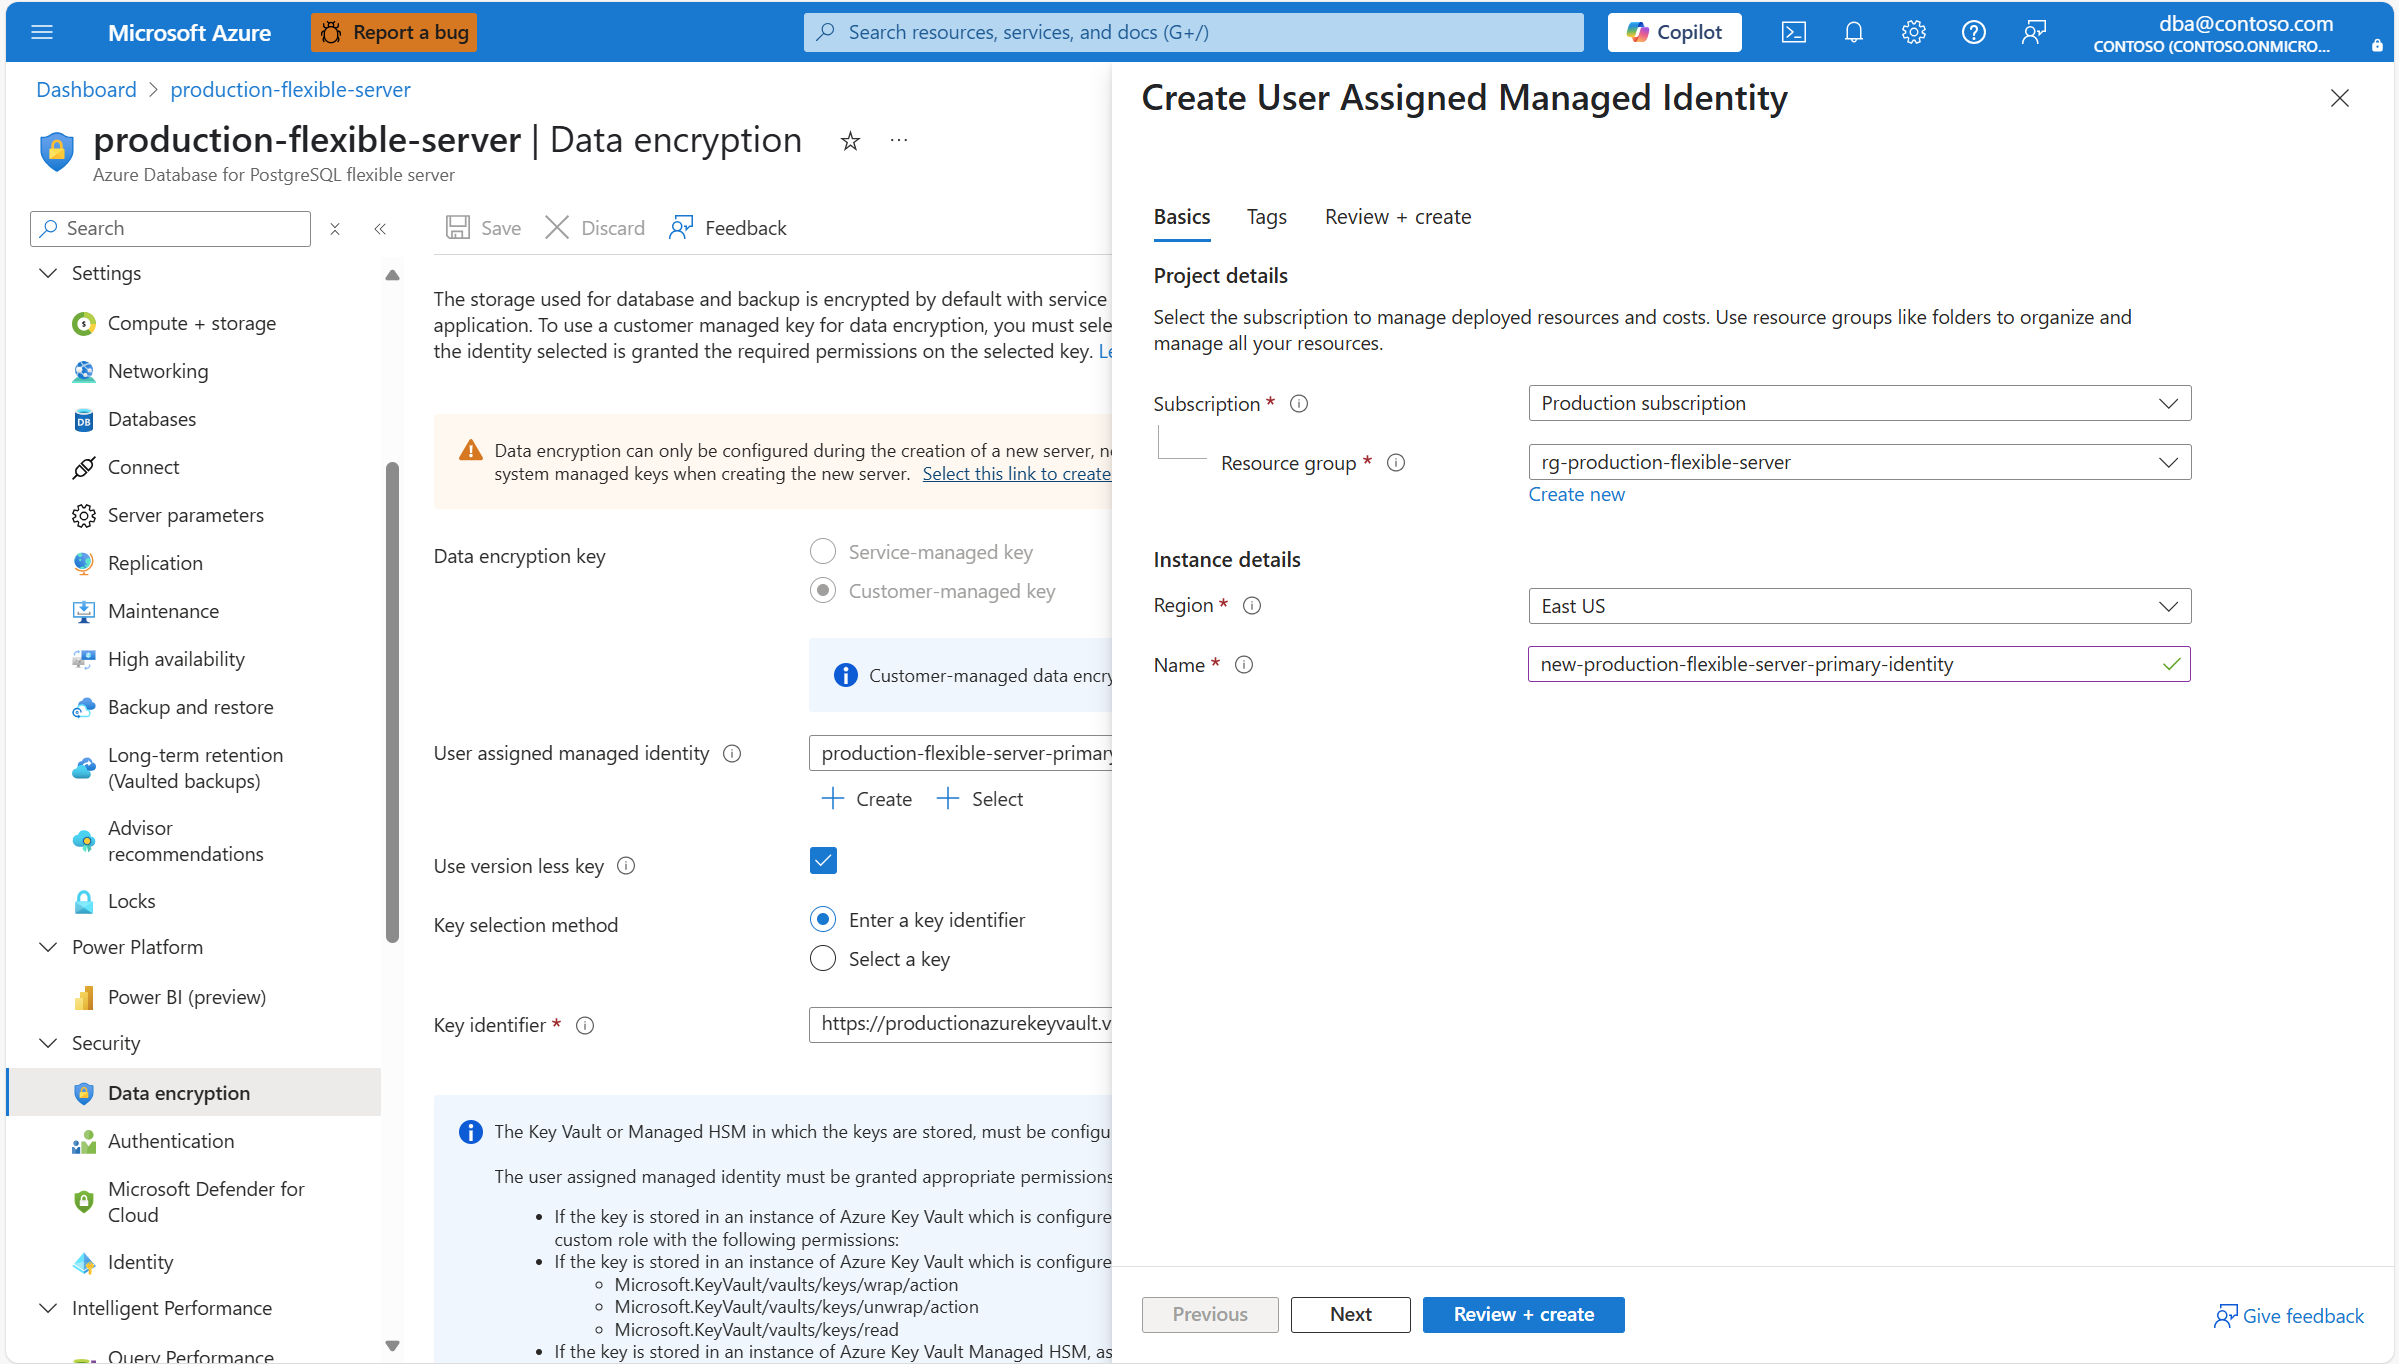 Microsoft Azure
Report a bug
Search resources, services, and docs (G+/)
Copilot
dba@contoso.com
CONTOSO (CONTOSO.ONMICRO...
Dashboard > production-flexible-server
production-flexible-server | Data encryption
Azure Database for PostgreSQL flexible server
Search
Settings
Compute + storage
Networking
Databases
Connect
Server parameters
Replication
Maintenance
High availability
Backup and restore
Long-term retention
(Vaulted backups)
Advisor
recommendations
Locks
Power Platform
Power BI (preview)
Security
Data encryption
Authentication
Microsoft Defender for
Cloud
Identity
Intelligent Performance
Query Performance
Save
Discard
Feedback
The storage used for database and backup is encrypted by default with service
application. To use a customer managed key for data encryption, you must sele
the identity selected is granted the required permissions on the selected key. Le
Data encryption can only be configured during the creation of a new server, n
system managed keys when creating the new server. Select this link to create
Data encryption key
Service-managed key
Customer-managed key
Customer-managed data encry
User assigned managed identity
production-flexible-server-primary
Create
Select
Use version less key
Key selection method
Enter a key identifier
Select a key
Key identifier *
https://productionazurekeyvault.v
The Key Vault or Managed HSM in which the keys are stored, must be configu
The user assigned managed identity must be granted appropriate permissions
• If the key is stored in an instance of Azure Key Vault which is configure
custom role with the following permissions:
• If the key is stored in an instance of Azure Key Vault which is configure
◦ Microsoft.KeyVault/vaults/keys/wrap/action
◦ Microsoft.KeyVault/vaults/keys/unwrap/action
◦ Microsoft.KeyVault/vaults/keys/read
• If the key is stored in an instance of Azure Key Vault Managed HSM, as
Create User Assigned Managed Identity
Basics
Tags
Review + create
Project details
Select the subscription to manage deployed resources and costs. Use resource groups like folders to organize and
manage all your resources.
Subscription *
Production subscription
Resource group *
rg-production-flexible-server
Create new
Instance details
Region *
East US
Name *
new-production-flexible-server-primary-identity
Previous
Next
Review + create
Give feedback